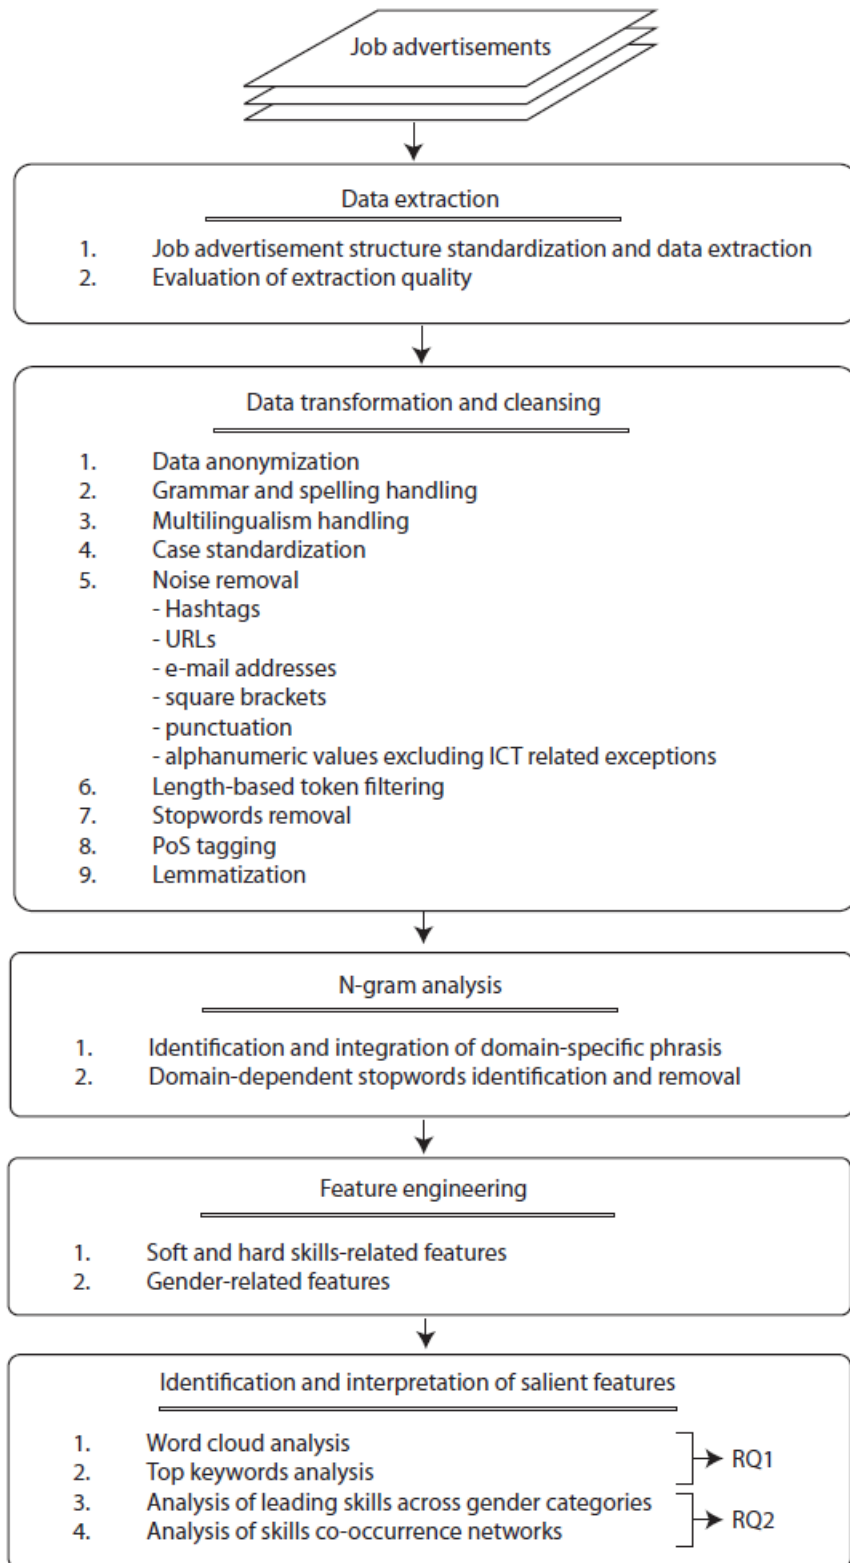 Job advertisements
Data extraction
1. Job advertisement structure standardization and data extraction
2. Evaluation of extraction quality
Data transformation and cleansing
1. Data anonymization
2. Grammar and spelling handling
3. Multilingualism handling
4. Case standardization
5. Noise removal
- Hashtags
- URLs
- e-mail addresses
- square brackets
- punctuation
- alphanumeric values excluding ICT related exceptions
6. Length-based token filtering
7. Stopwords removal
8. PoS tagging
9. Lemmatization
N-gram analysis
1. Identification and integration of domain-specific phrasis
2. Domain-dependent stopwords identification and removal
Feature engineering
1. Soft and hard skills-related features
2. Gender-related features
Identification and interpretation of salient features
1. Word cloud analysis
2. Top keywords analysis
RQ1
3. Analysis of leading skills across gender categories
4. Analysis of skills co-occurrence networks
RQ2